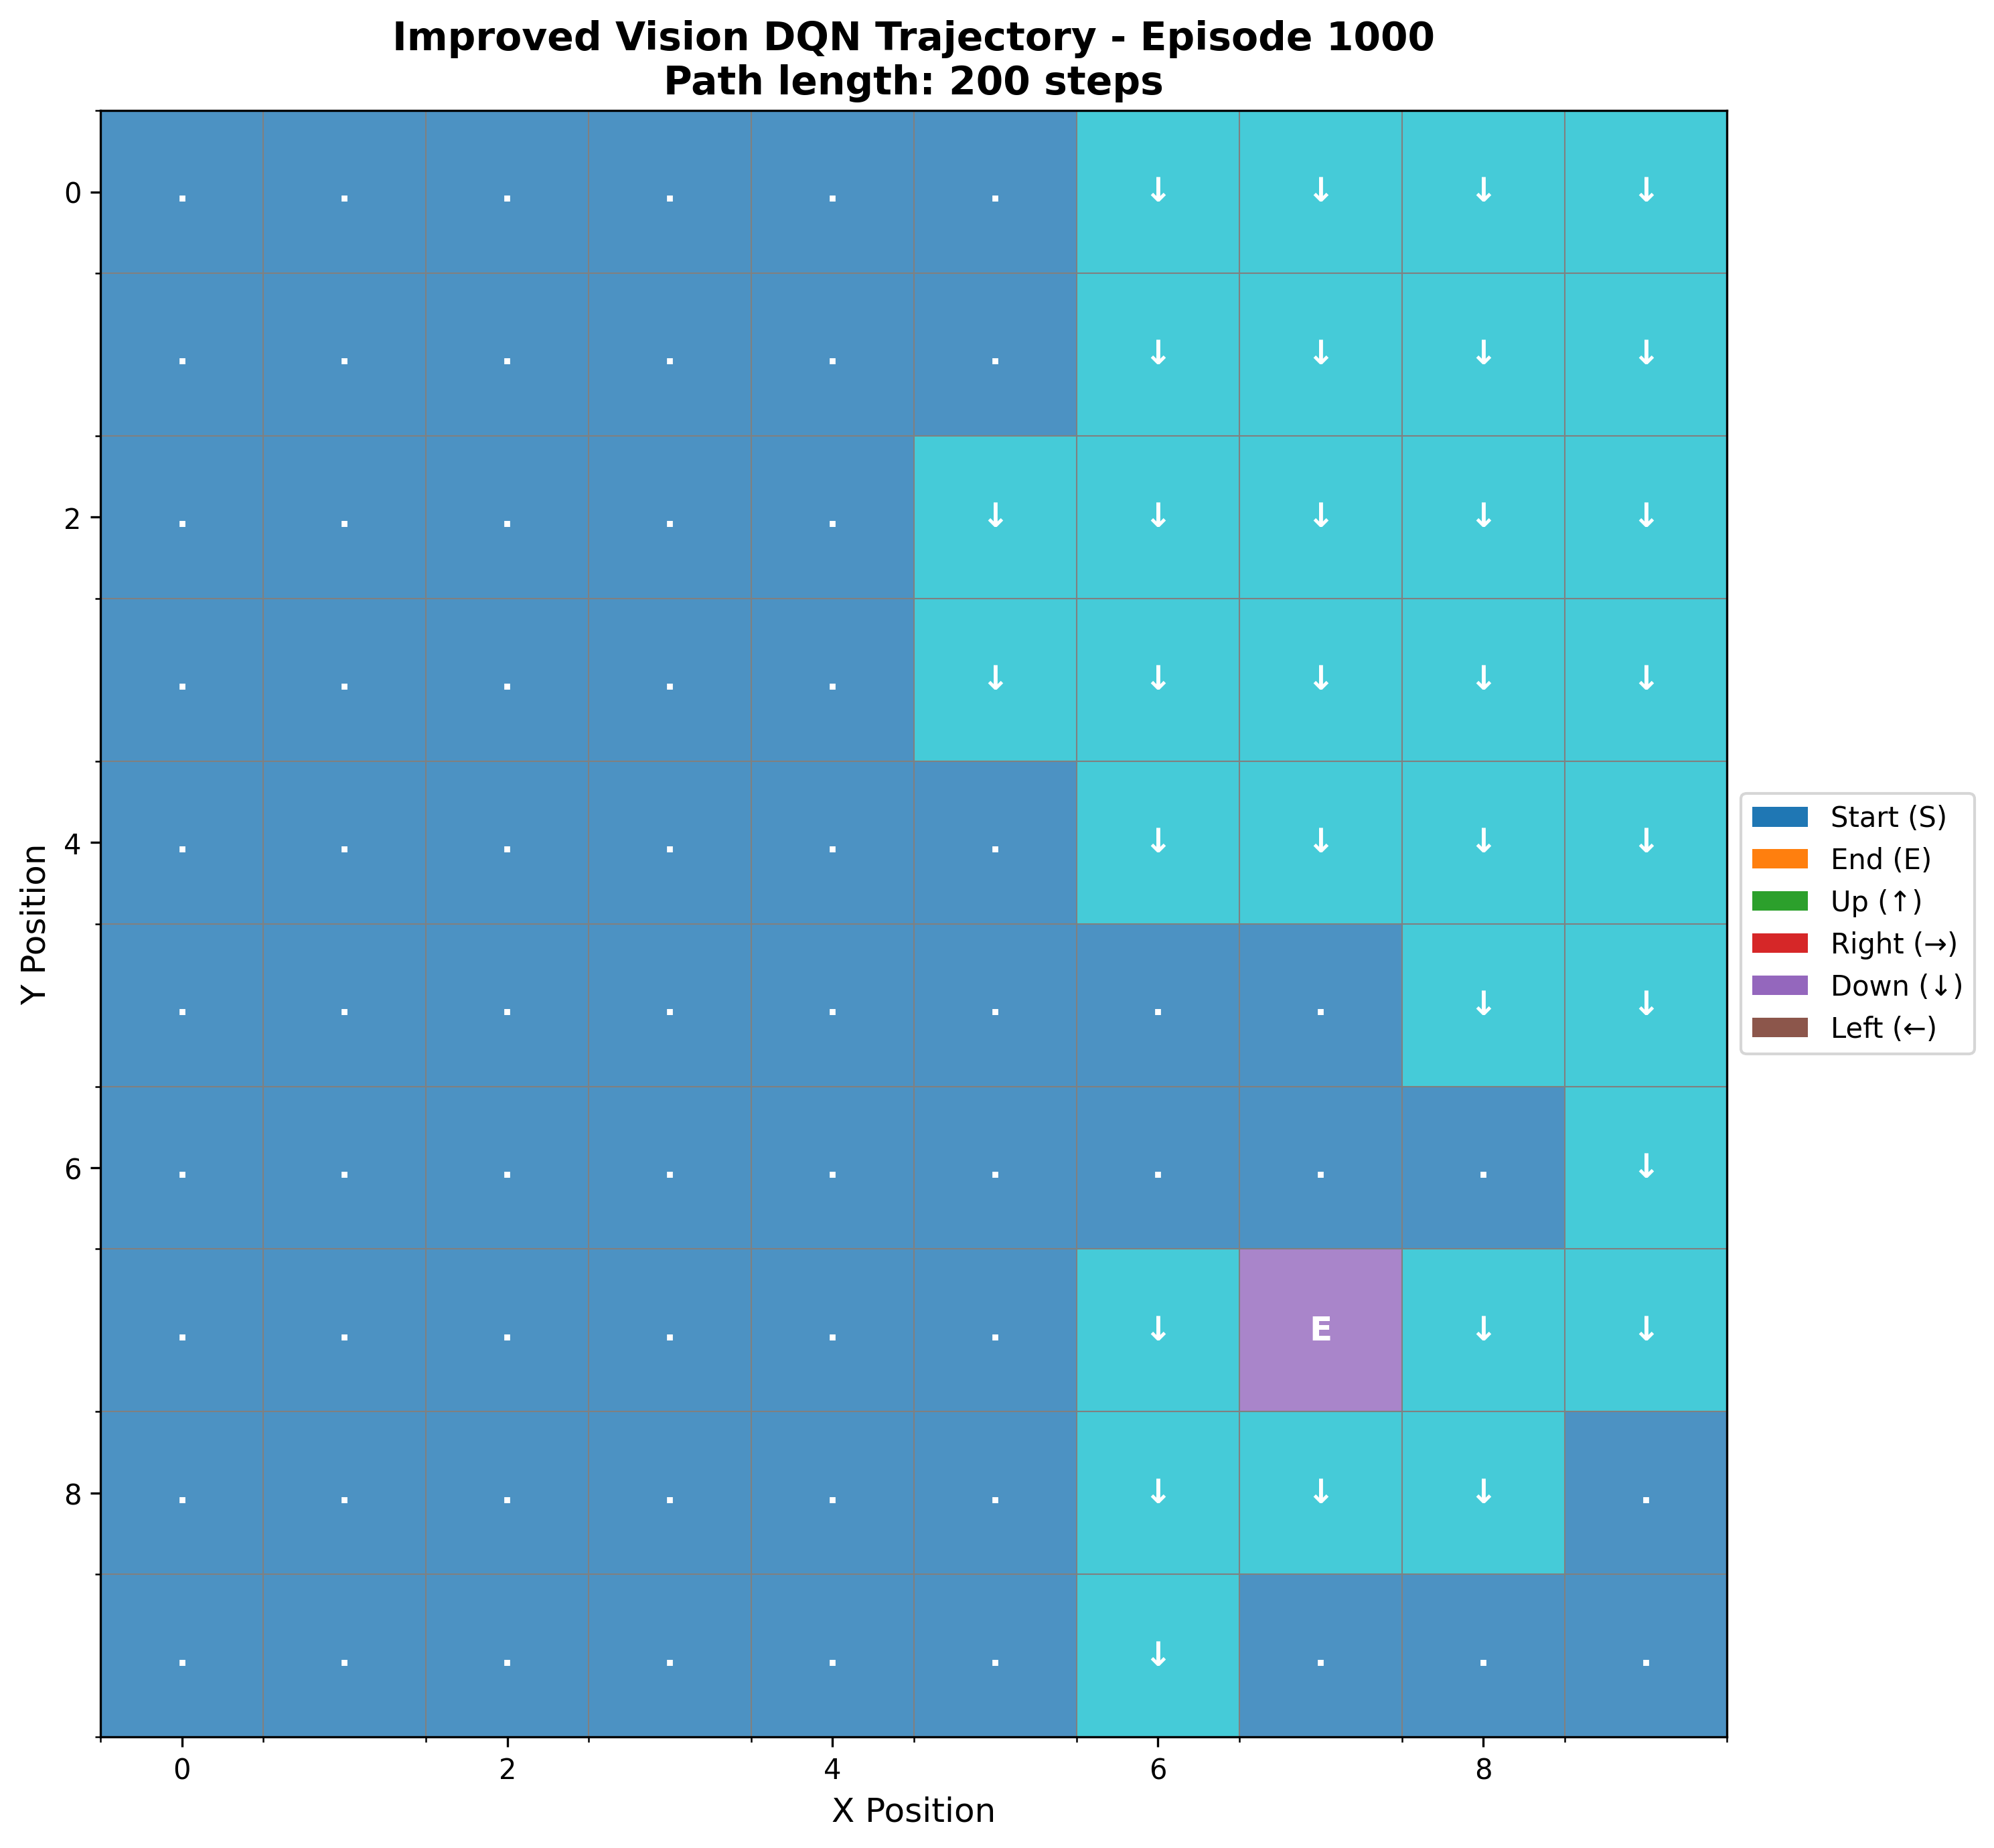 Improved Vision DQN Trajectory - Episode 1000
Path length: 200 steps
0 . . . . . . ↓ ↓ ↓ ↓
. . . . . . ↓ ↓ ↓ ↓
2 . . . . . ↓ ↓ ↓ ↓ ↓
. . . . . ↓ ↓ ↓ ↓ ↓
4 . . . . . . ↓ ↓ ↓ ↓
. . . . . . . . ↓ ↓
6 . . . . . . . . . ↓
. . . . . . ↓ E ↓ ↓
8 . . . . . . ↓ ↓ ↓ .
. . . . . . ↓ . . .
0 2 4 6 8
X Position
Y Position
Start (S)
End (E)
Up (↑)
Right (→)
Down (↓)
Left (←)